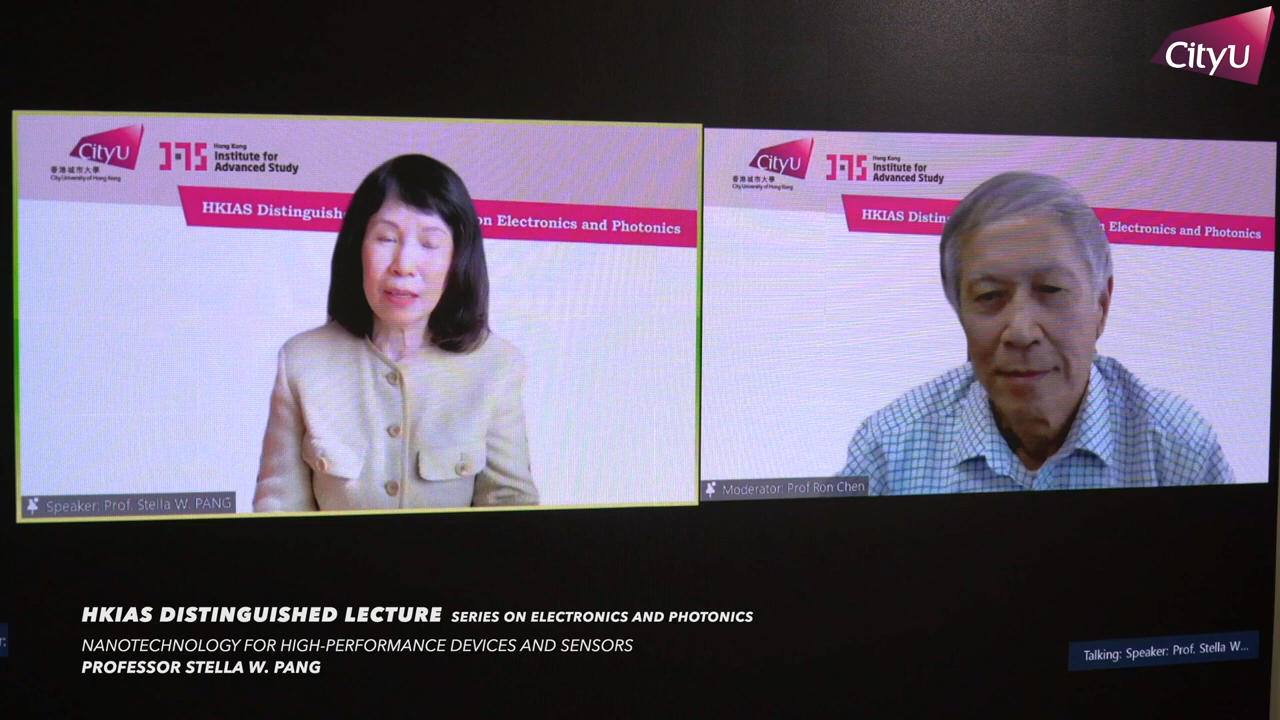 CityU
CityU
香港城市大學
City University of Hong Kong
Hong Kong
Institute for
Advanced Study
HKIAS Distinguish
on Electronics and Photonics
Speaker: Prof. Stella W. PANG
CityU
香港城市大學
City University of Hong Kong
Hong Kong
Institute for
Advanced Study
HKIAS Distin
Electronics and Photonics
Moderator: Prof Ron Chen
HKIAS DISTINGUISHED LECTURE SERIES ON ELECTRONICS AND PHOTONICS
NANOTECHNOLOGY FOR HIGH-PERFORMANCE DEVICES AND SENSORS
PROFESSOR STELLA W. PANG
Talking: Speaker: Prof. Stella W...